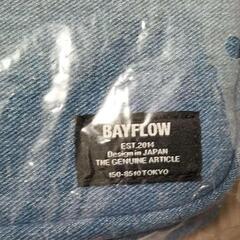 BAYFLOW
EST.2014
Design in JAPAN
THE GENUINE ARTICLE
150-8510 TOKYO